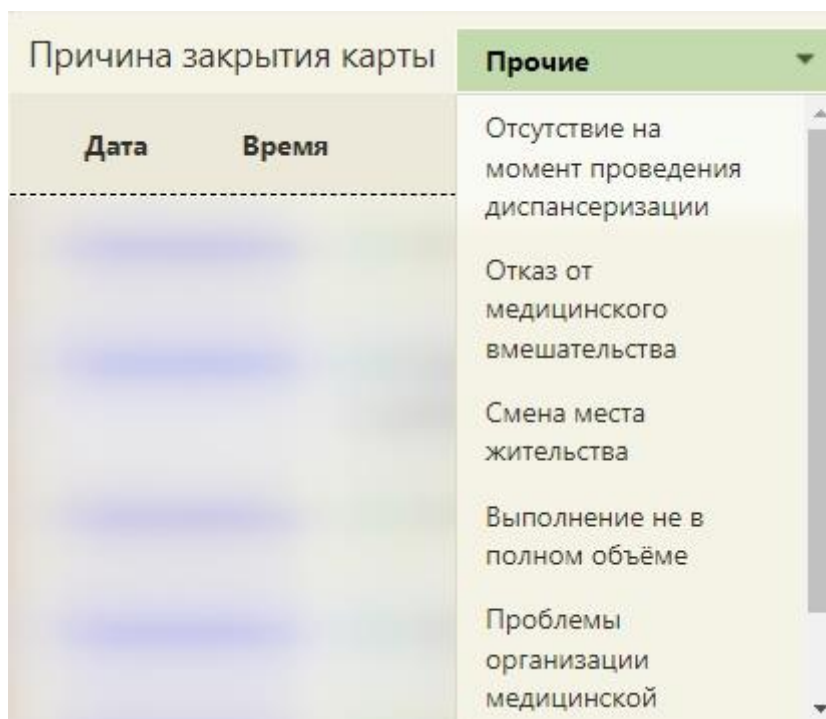 Причина закрытия карты
Прочие
Дата Время
Отсутствие на
момент проведения
диспансеризации
Отказ от
медицинского
вмешательства
Смена места
жительства
Выполнение не в
полном объёме
Проблемы
организации
медицинской